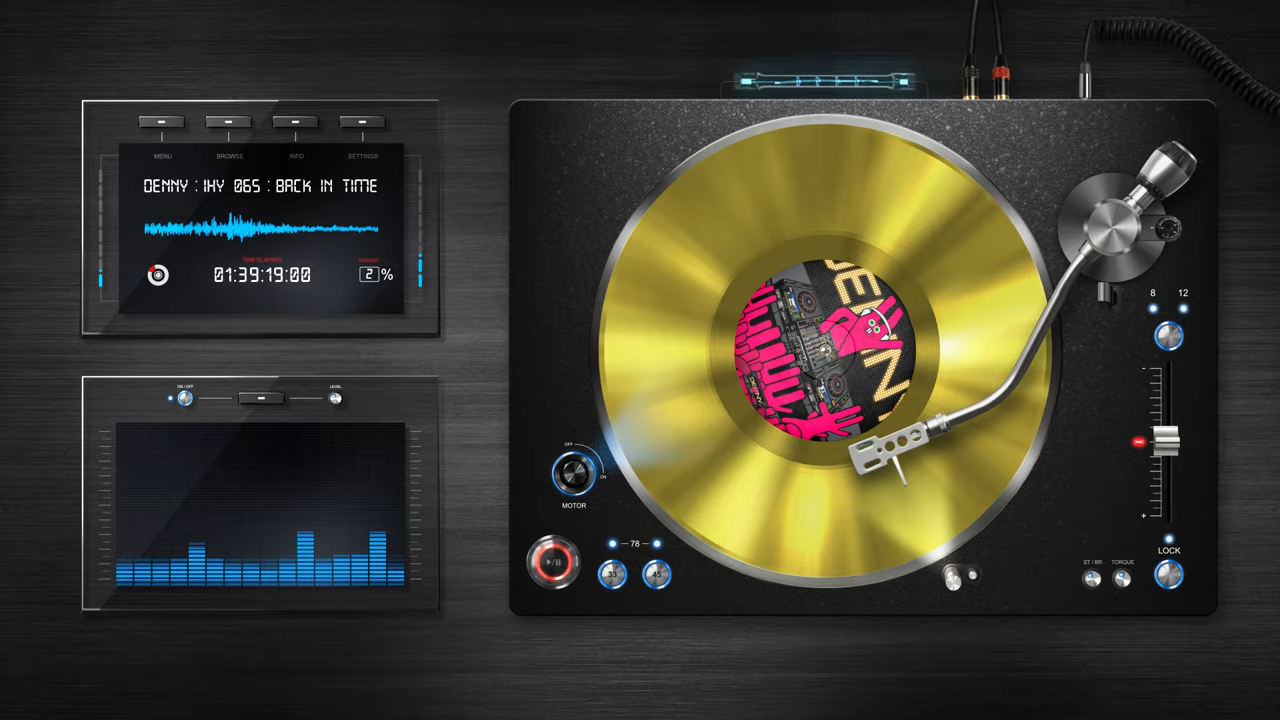 MENU BROWSE INFO SETTINGS
DENNY : IHY 065 : BACK IN TIME
TIME ELAPSED
01:39:19:00
2 %
ON / OFF
LEVEL
DENNY
8 12
OFF
ON
MOTOR
78
33 45
- 
+
LOCK
ST / BR TORQUE